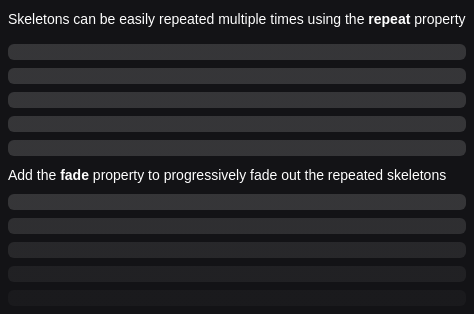 Skeletons can be easily repeated multiple times using the repeat property
Add the fade property to progressively fade out the repeated skeletons